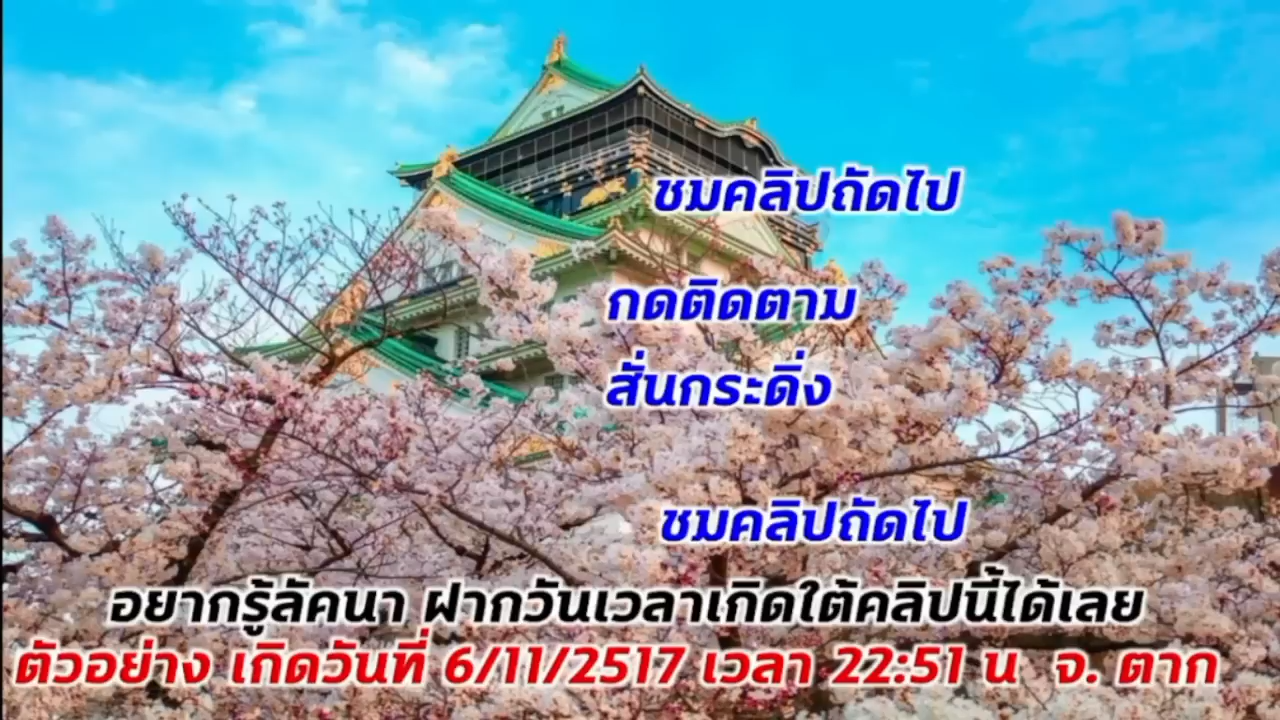 ชมคลิปถัดไป
กดติดตาม
สั่นกระดิ่ง
ชมคลิปถัดไป
อยากรู้ลัคนา ฝากวันเวลาเกิดใต้คลิปนี้ได้เลย
ตัวอย่าง เกิดวันที่ 6/11/2517 เวลา 22:51 น จ. ตาก